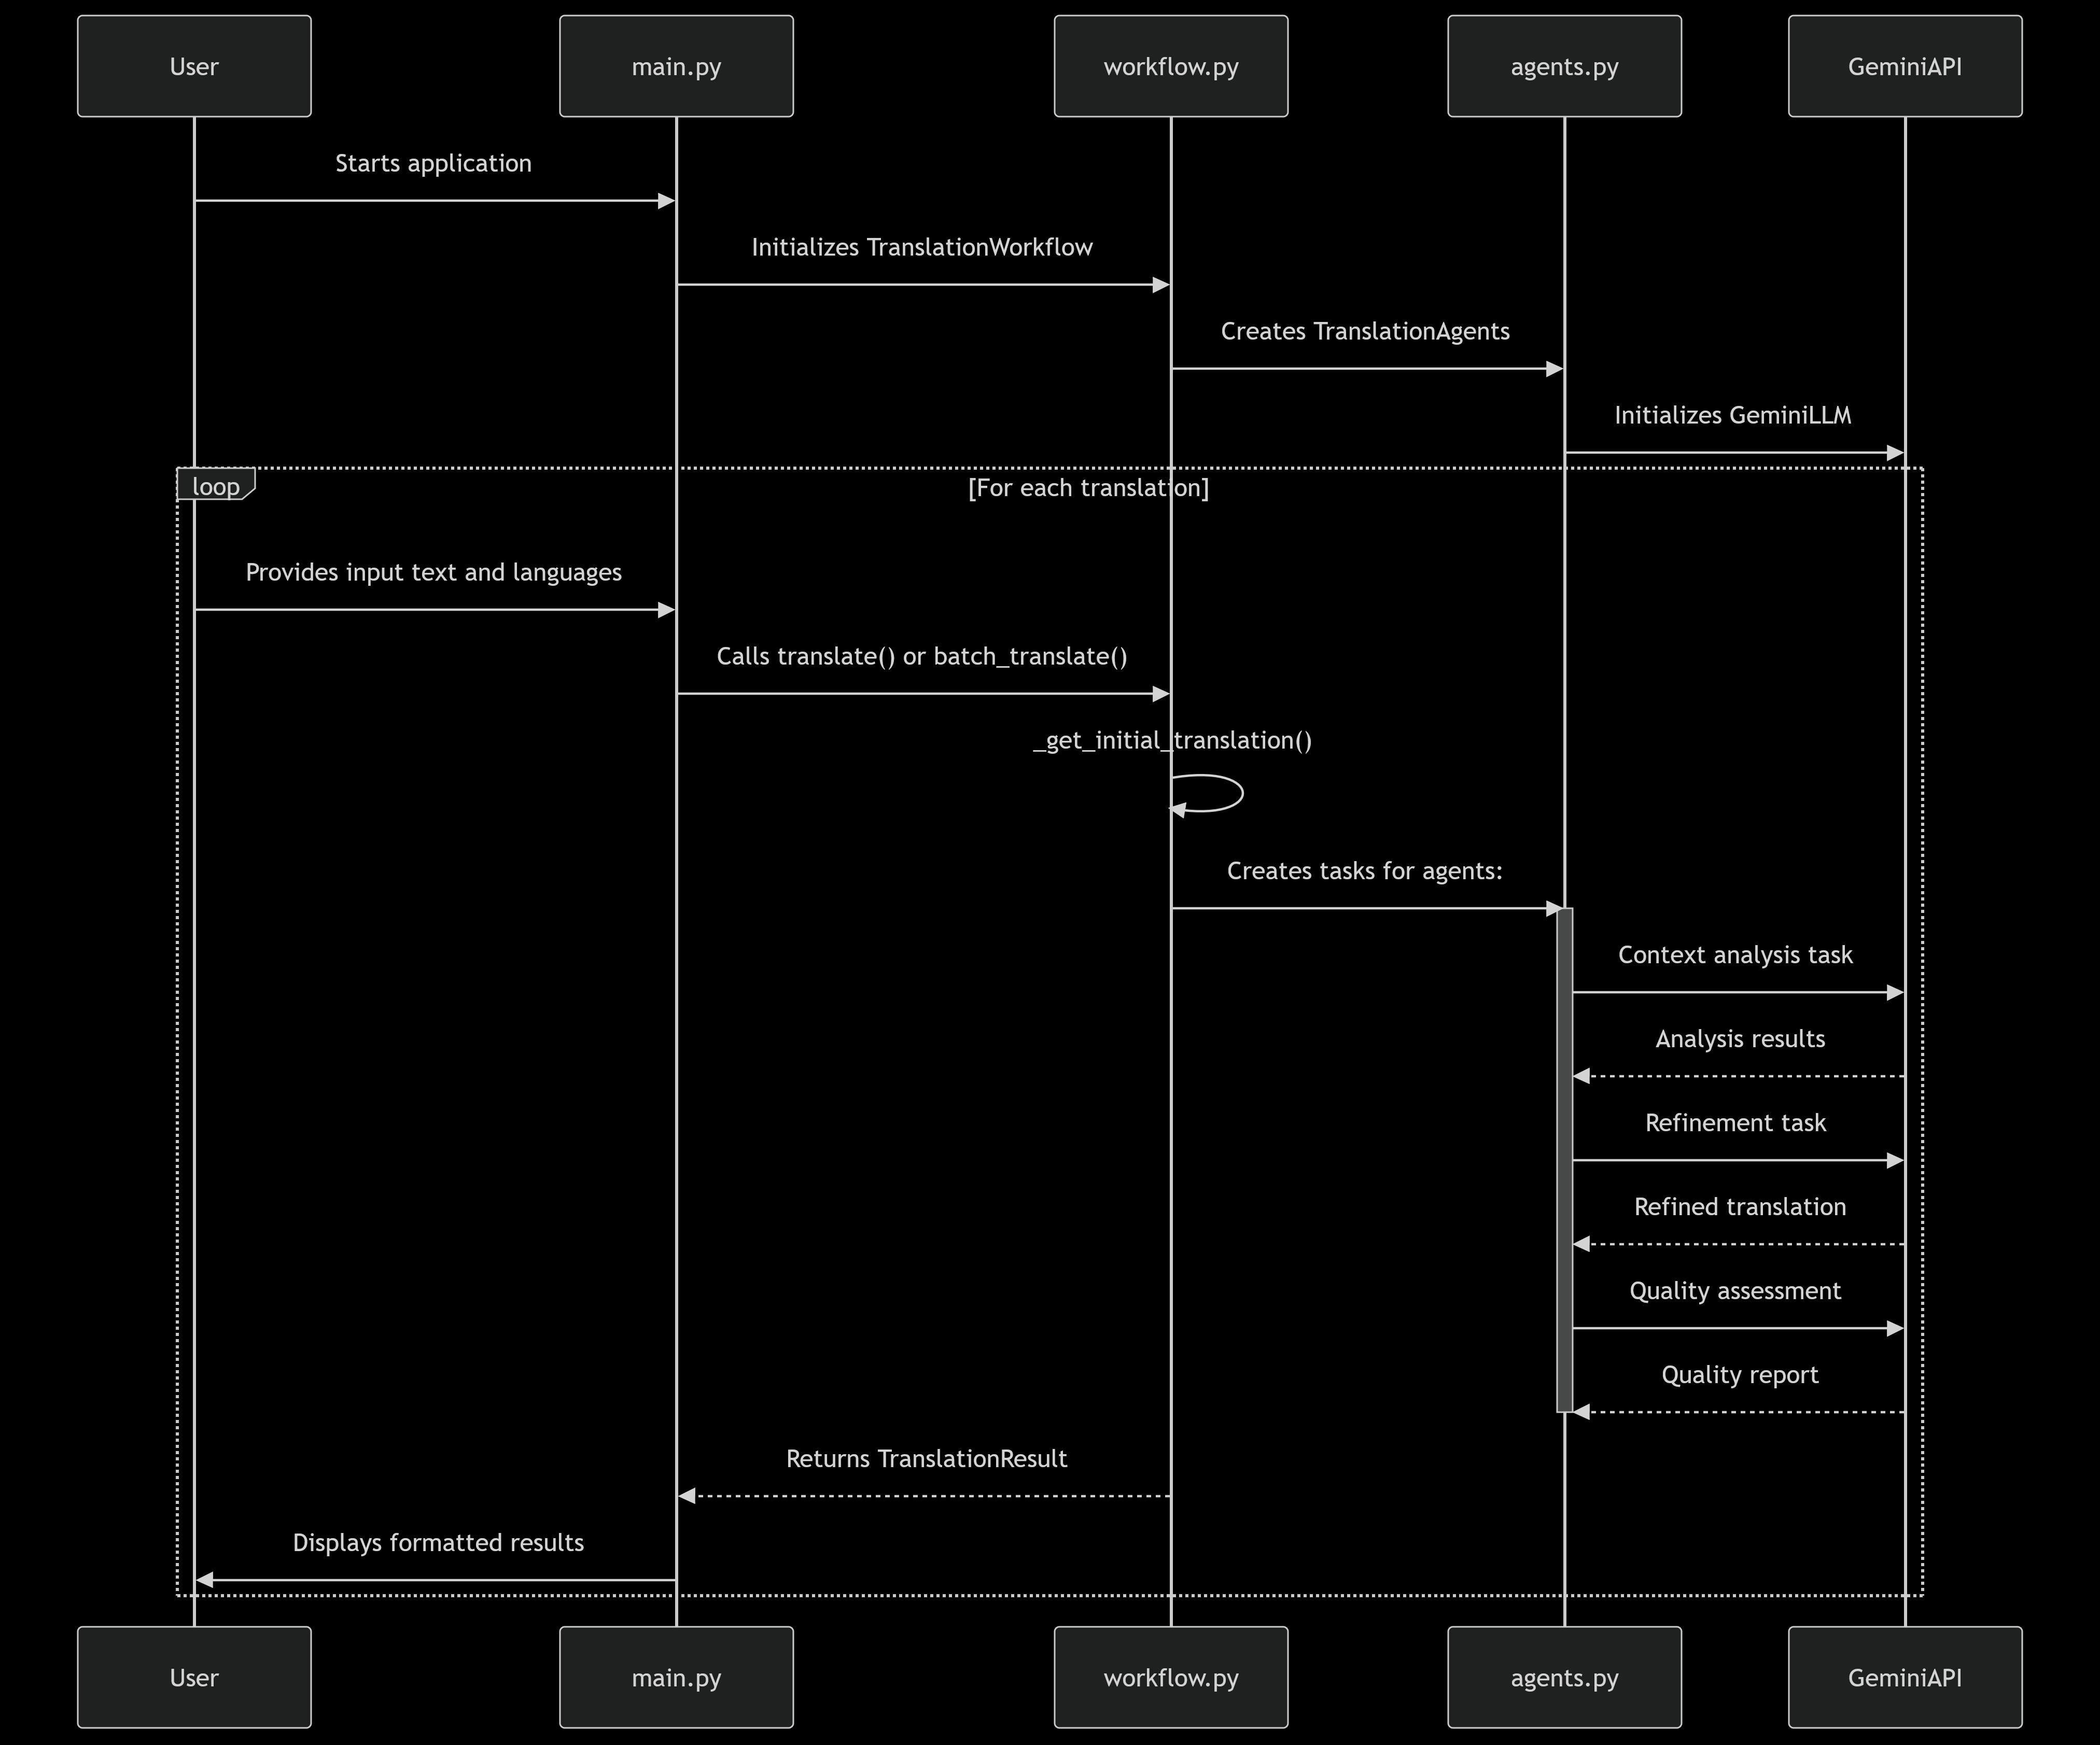 User
main.py
workflow.py
agents.py
GeminiAPI
Starts application
Initializes TranslationWorkflow
Creates TranslationAgents
Initializes GeminiLLM
loop
[For each translation]
Provides input text and languages
Calls translate() or batch_translate()
_get_initial_translation()
Creates tasks for agents:
Context analysis task
Analysis results
Refinement task
Refined translation
Quality assessment
Quality report
Returns TranslationResult
Displays formatted results
User
main.py
workflow.py
agents.py
GeminiAPI